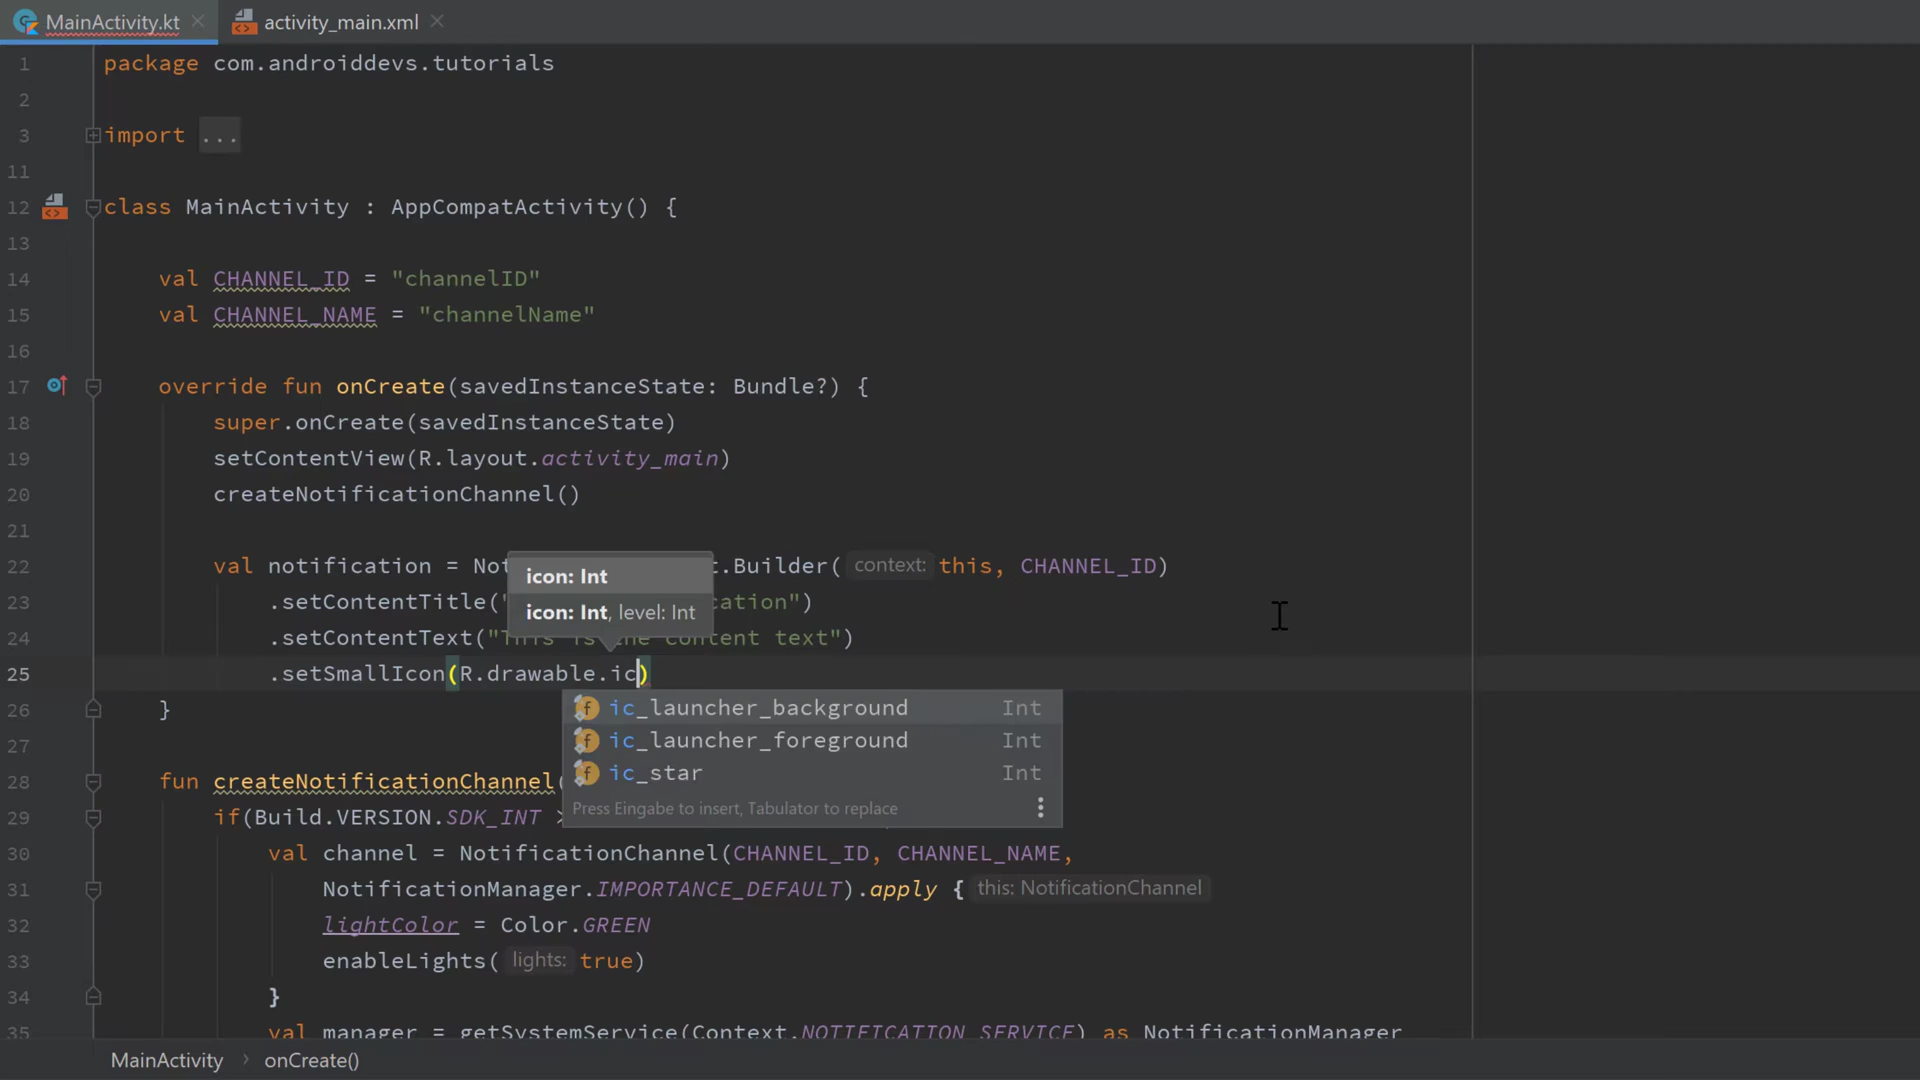 MainActivity.kt activity_main.xml
1 package com.androiddevs.tutorials
2
3 import ...
11
12 class MainActivity : AppCompatActivity() {
13
14 val CHANNEL_ID = "channelID"
15 val CHANNEL_NAME = "channelName"
16
17 override fun onCreate(savedInstanceState: Bundle?) {
18 super.onCreate(savedInstanceState)
19 setContentView(R.layout.activity_main)
20 createNotificationChannel()
21
22 val notification = No t.Builder( context: this, CHANNEL_ID)
icon: Int
23 .setContentTitle(" cation")
icon: Int, level: Int
24 .setContentText("This is the content text")
25 .setSmallIcon(R.drawable.ic)
ic_launcher_background Int
26 }
ic_launcher_foreground Int
27
ic_star Int
28 fun createNotificationChannel(
Press Eingabe to insert, Tabulator to replace
29 if(Build.VERSION.SDK_INT >
30 val channel = NotificationChannel(CHANNEL_ID, CHANNEL_NAME,
31 NotificationManager.IMPORTANCE_DEFAULT).apply { this: NotificationChannel
32 lightColor = Color.GREEN
33 enableLights( lights: true)
34 }
35 val manager = getSystemService(Context.NOTIFICATION_SERVICE) as NotificationManager
MainActivity › onCreate()